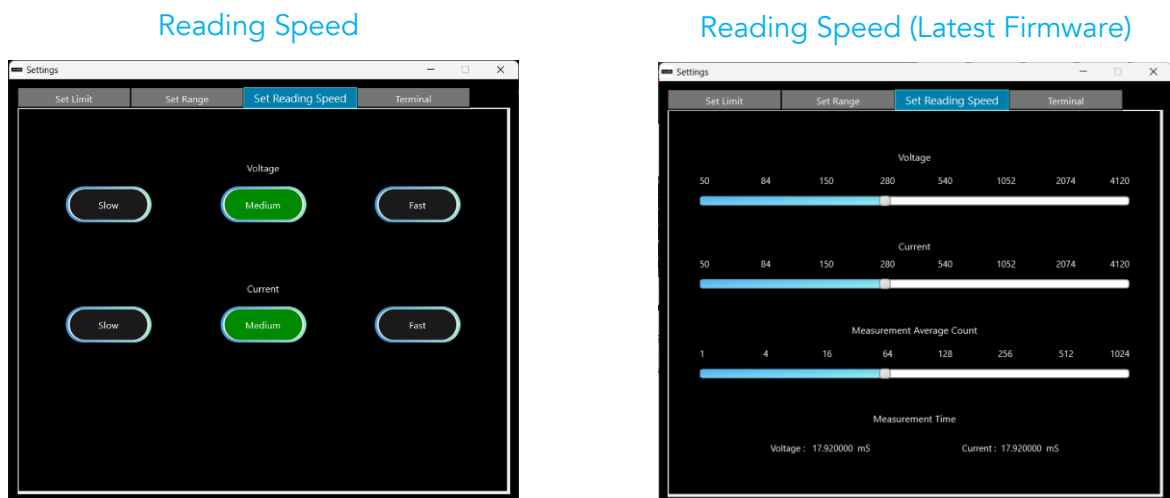 Reading Speed
Settings
Set Limit Set Range Set Reading Speed Terminal
Voltage
Slow Medium Fast
Current
Slow Medium Fast
Reading Speed (Latest Firmware)
Settings
Set Limit Set Range Set Reading Speed Terminal
Voltage
50 84 150 280 540 1052 2074 4120
Current
50 84 150 280 540 1052 2074 4120
Measurement Average Count
1 4 16 64 128 256 512 1024
Measurement Time
Voltage : 17.920000 mS Current : 17.920000 mS